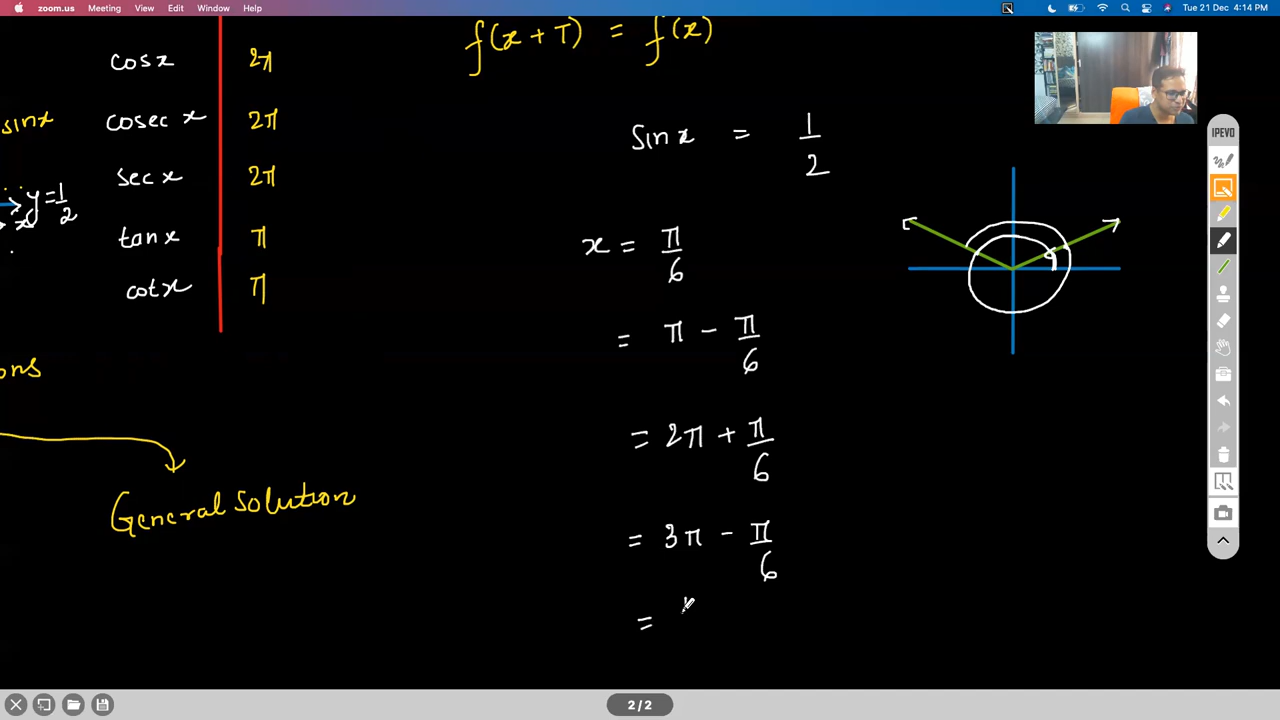 zoom.us Meeting View Edit Window Help Tue 21 Dec 4:14 PM
f(x + T) = f(x)
cos x 2π
sin x cosec x 2π
sin x = 1/2
sec x 2π
y = 1/2
tan x π
x = π/6
cot x π
= π - π/6
ons
= 2π + π/6
General Solution
= 3π - π/6
=
IPEVO
2/2